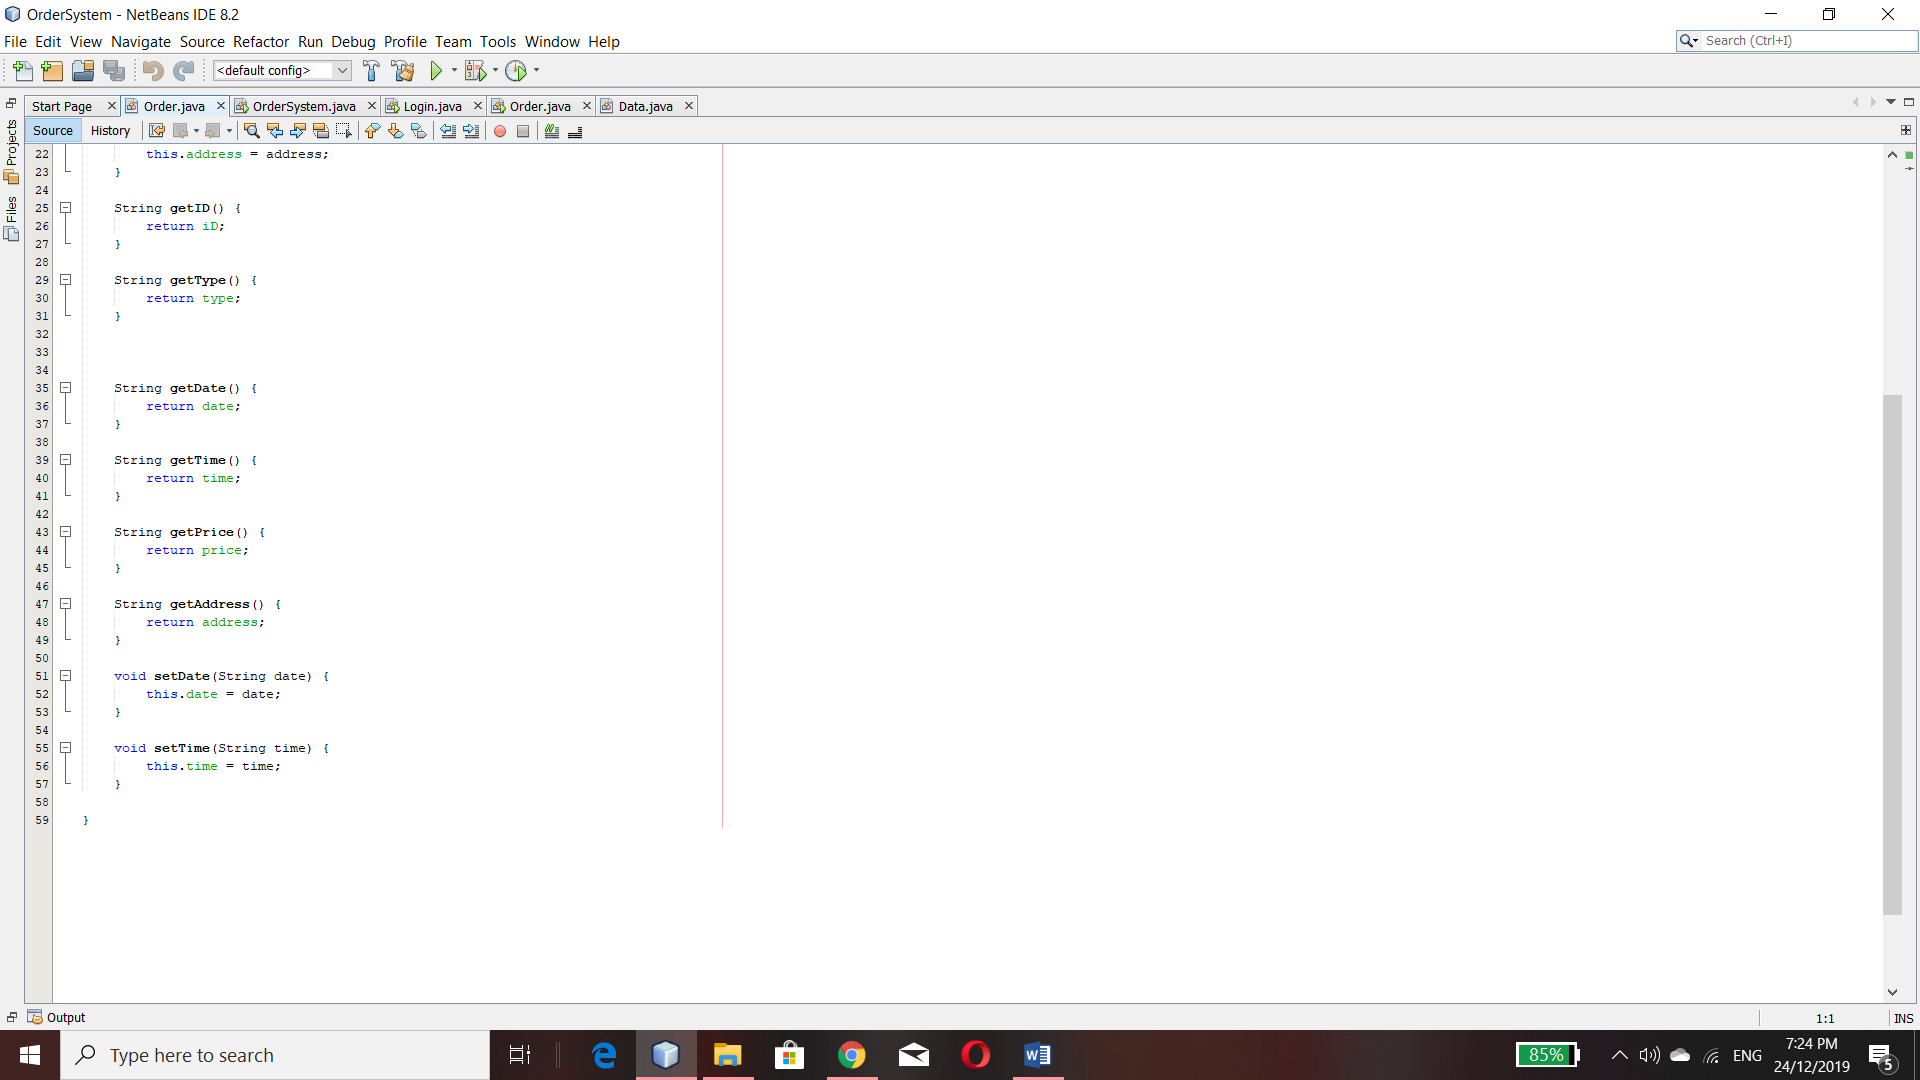 OrderSystem - NetBeans IDE 8.2
File Edit View Navigate Source Refactor Run Debug Profile Team Tools Window Help
Search (Ctrl+I)
<default config>
Start Page Order.java OrderSystem.java Login.java Order.java Data.java
Source History
Projects
Files
22 this.address = address;
23 }
24
25 String getID() {
26 return iD;
27 }
28
29 String getType() {
30 return type;
31 }
32
33
34
35 String getDate() {
36 return date;
37 }
38
39 String getTime() {
40 return time;
41 }
42
43 String getPrice() {
44 return price;
45 }
46
47 String getAddress() {
48 return address;
49 }
50
51 void setDate(String date) {
52 this.date = date;
53 }
54
55 void setTime(String time) {
56 this.time = time;
57 }
58
59 }
Output
1:1 INS
Type here to search
85%
ENG
7:24 PM
24/12/2019
5